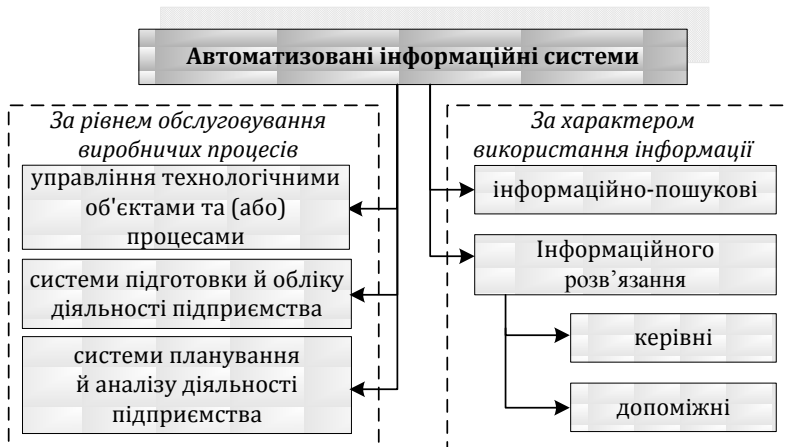 Автоматизовані інформаційні системи
За рівнем обслуговування
виробничих процесів
управління технологічними
об'єктами та (або)
процесами
системи підготовки й обліку
діяльності підприємства
системи планування
й аналізу діяльності
підприємства
За характером
використання інформації
інформаційно-пошукові
Інформаційного
розв’язання
керівні
допоміжні